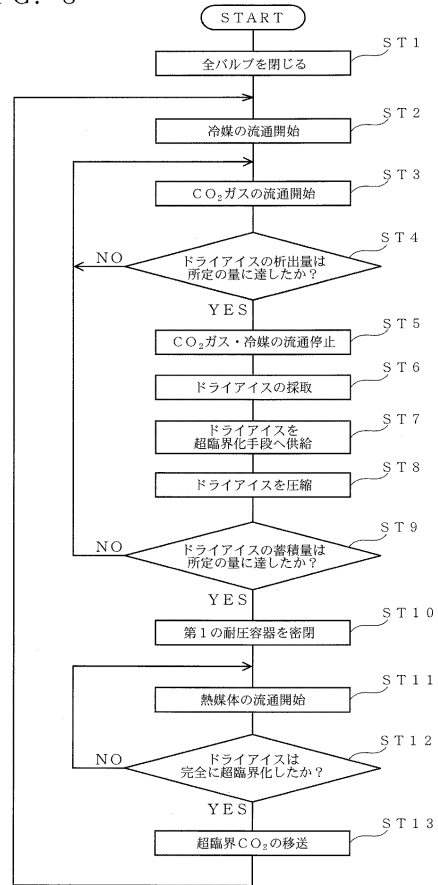 START
ST1
全バルブを閉じる
ST2
冷媒の流通開始
ST3
CO₂ガスの流通開始
ST4
ドライアイスの析出量は
所定の量に達したか？
NO
YES
ST5
CO₂ガス・冷媒の流通停止
ST6
ドライアイスの採取
ST7
ドライアイスを
超臨界化手段へ供給
ST8
ドライアイスを圧縮
ST9
ドライアイスの蓄積量は
所定の量に達したか？
NO
YES
ST10
第１の耐圧容器を密閉
ST11
熱媒体の流通開始
ST12
ドライアイスは
完全に超臨界化したか？
NO
YES
ST13
超臨界CO₂の移送